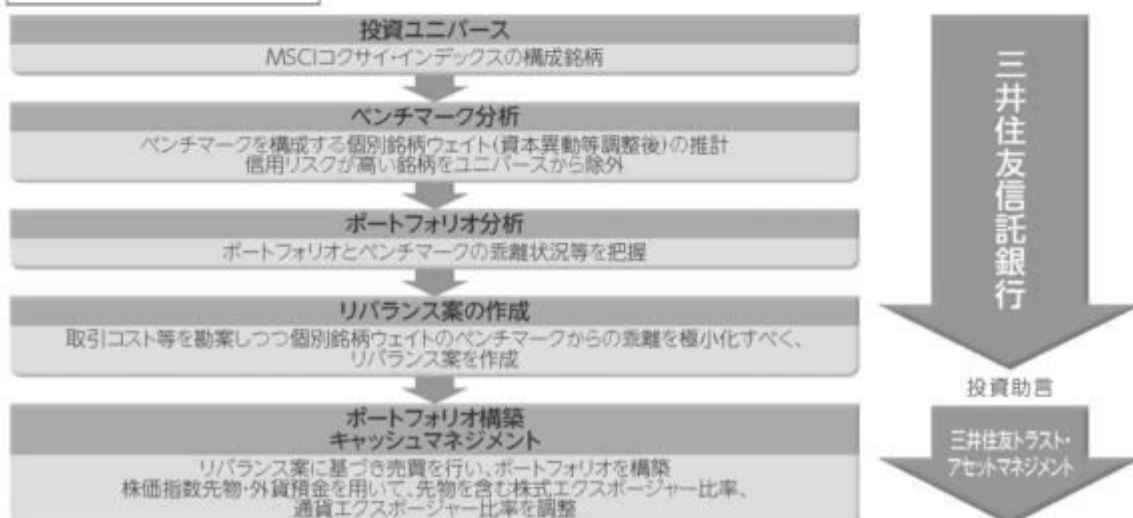 投資ユニバース
MSCIコクサイ・インデックスの構成銘柄
ベンチマーク分析
ベンチマークを構成する個別銘柄ウェイト(資本異動等調整後)の推計
信用リスクが高い銘柄をユニバースから除外
ポートフォリオ分析
ポートフォリオとベンチマークの乖離状況等を把握
リバランス案の作成
取引コスト等を勘案しつつ個別銘柄ウェイトのベンチマークからの乖離を極小化すべく、
リバランス案を作成
ポートフォリオ構築
キャッシュマネジメント
リバランス案に基づき売買を行い、ポートフォリオを構築
株価指数先物・外貨預金を用いて、先物を含む株式エクスポージャー比率、
通貨エクスポージャー比率を調整
三井住友信託銀行
投資助言
三井住友トラスト・
アセットマネジメント